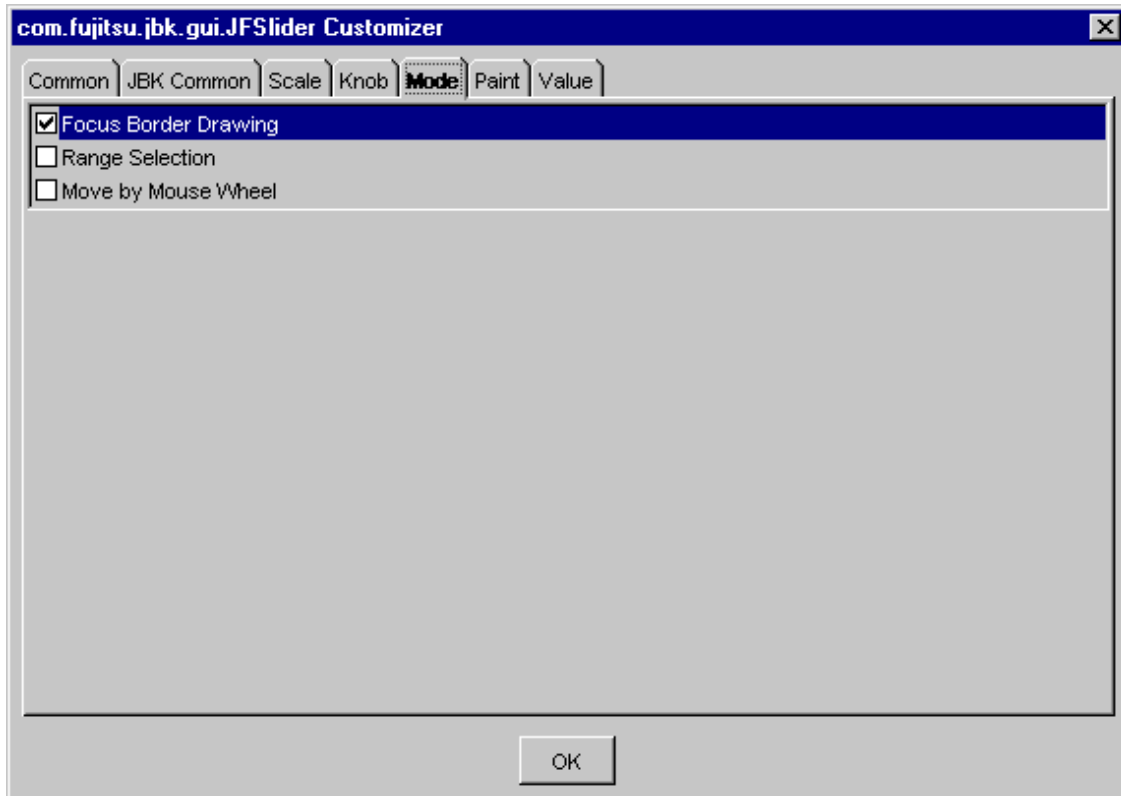 com.fujitsu.jbk.gui.JFSlider Customizer
Common JBK Common Scale Knob Mode Paint Value
Focus Border Drawing
Range Selection
Move by Mouse Wheel
OK